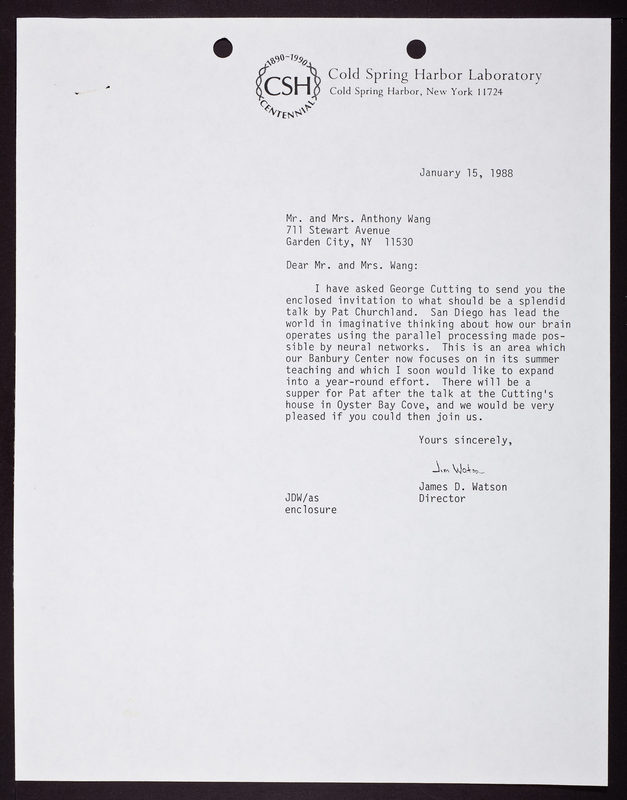 1890-1990
CSH
CENTENNIAL
Cold Spring Harbor Laboratory
Cold Spring Harbor, New York 11724
January 15, 1988
Mr. and Mrs. Anthony Wang
711 Stewart Avenue
Garden City, NY 11530
Dear Mr. and Mrs. Wang:
I have asked George Cutting to send you the
enclosed invitation to what should be a splendid
talk by Pat Churchland. San Diego has lead the
world in imaginative thinking about how our brain
operates using the parallel processing made pos-
sible by neural networks. This is an area which
our Banbury Center now focuses on in its summer
teaching and which I soon would like to expand
into a year-round effort. There will be a
supper for Pat after the talk at the Cutting's
house in Oyster Bay Cove, and we would be very
pleased if you could then join us.
Yours sincerely,
Jim Watson
James D. Watson
Director
JDW/as
enclosure